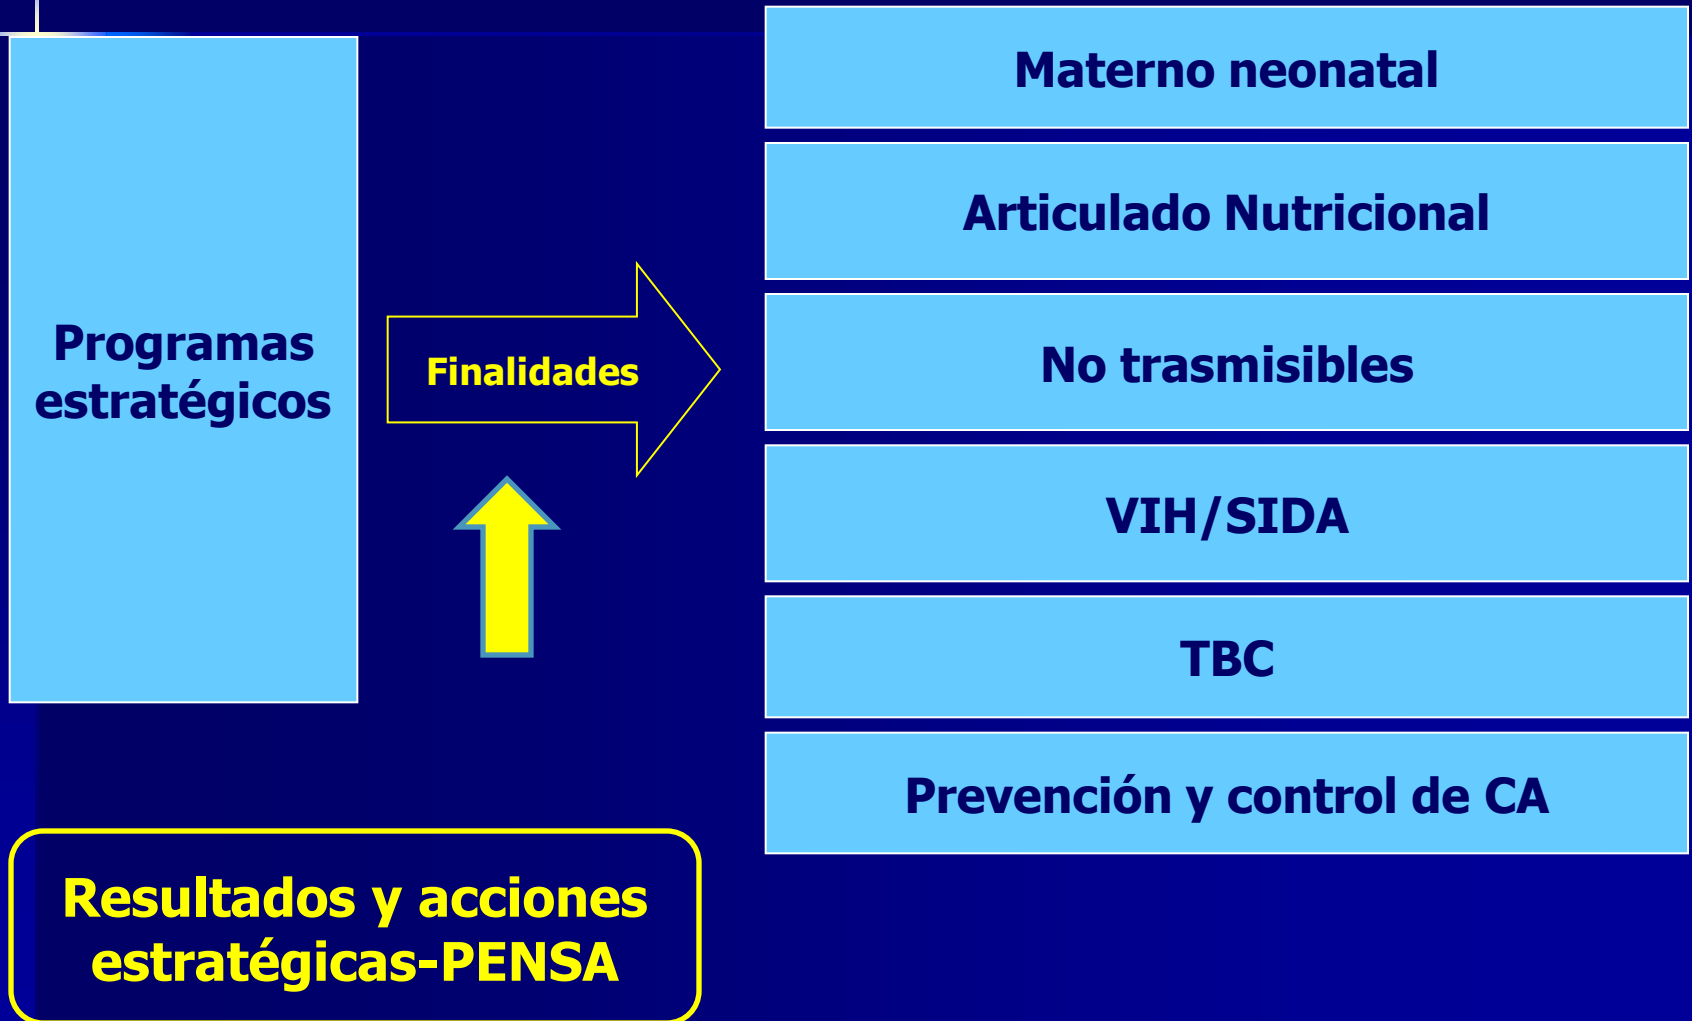 Programas
estratégicos
Finalidades
Materno neonatal
Articulado Nutricional
No trasmisibles
VIH/SIDA
TBC
Prevención y control de CA
Resultados y acciones
estratégicas-PENSA